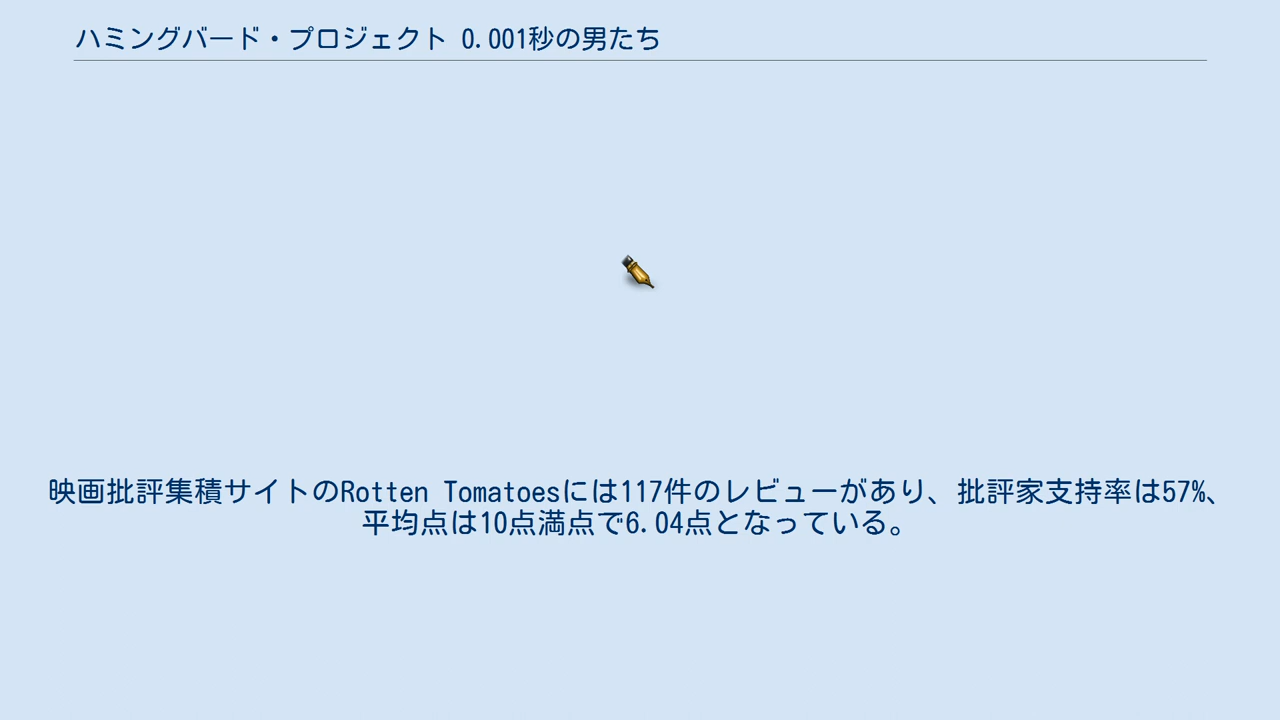 ハミングバード・プロジェクト 0.001秒の男たち
映画批評集積サイトのRotten Tomatoesには117件のレビューがあり、批評家支持率は57%、
平均点は10点満点で6.04点となっている。